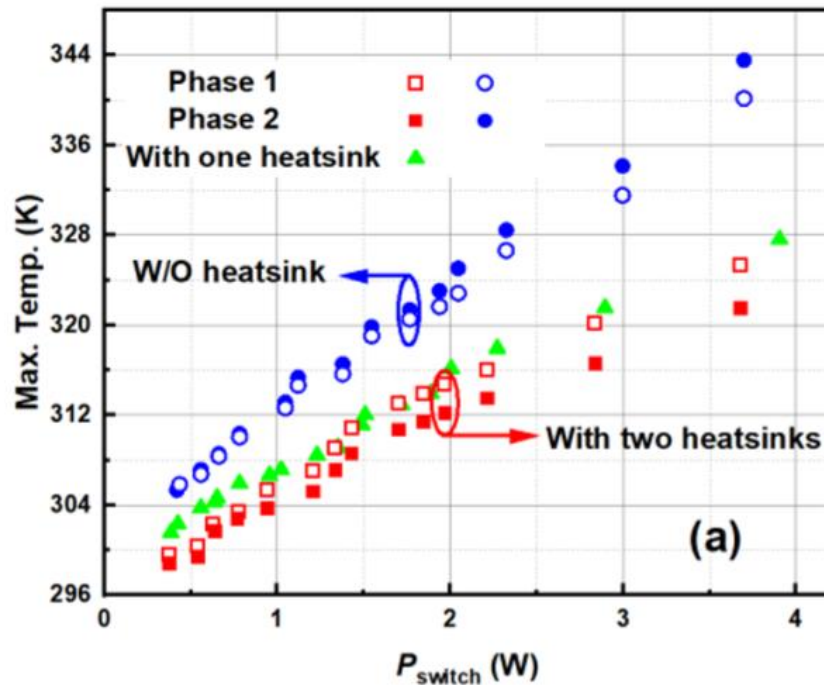 344
336
328
320
312
304
296
Max. Temp. (K)
Phase 1
Phase 2
With one heatsink
W/O heatsink
With two heatsinks
(a)
0 1 2 3 4
Pswitch (W)